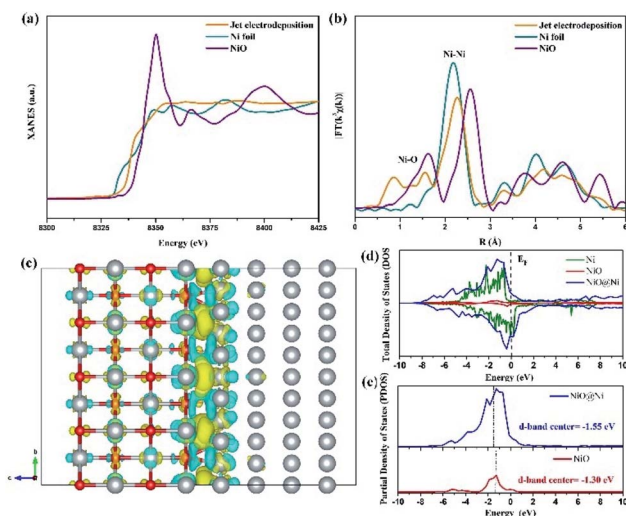 (a)
Jet electrodeposition
Ni foil
NiO
XANES (a.u.)
8300 8325 8350 8375 8400 8425
Energy (eV)
(b)
Jet electrodeposition
Ni foil
NiO
Ni-Ni
Ni-O
|FT(k³χ(k))|
0 1 2 3 4 5 6
R (Å)
(c)
b
c
(d)
E_F
Ni
NiO
NiO@Ni
Total Density of States (DOS
-10 -8 -6 -4 -2 0 2 4 6 8 10
Energy (eV)
(e)
NiO@Ni
d-band center= -1.55 eV
NiO
d-band center= -1.30 eV
Partial Density of States (PDOS)
-10 -8 -6 -4 -2 0 2 4 6 8 10
Energy (eV)